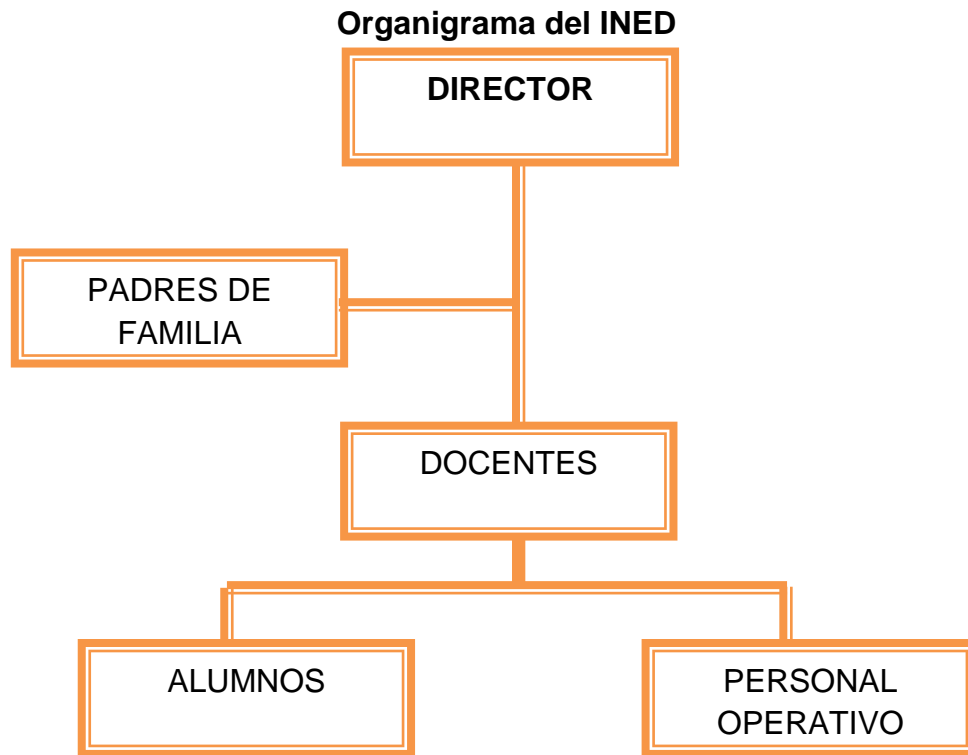 Organigrama del INED
DIRECTOR
PADRES DE
FAMILIA
DOCENTES
ALUMNOS
PERSONAL
OPERATIVO